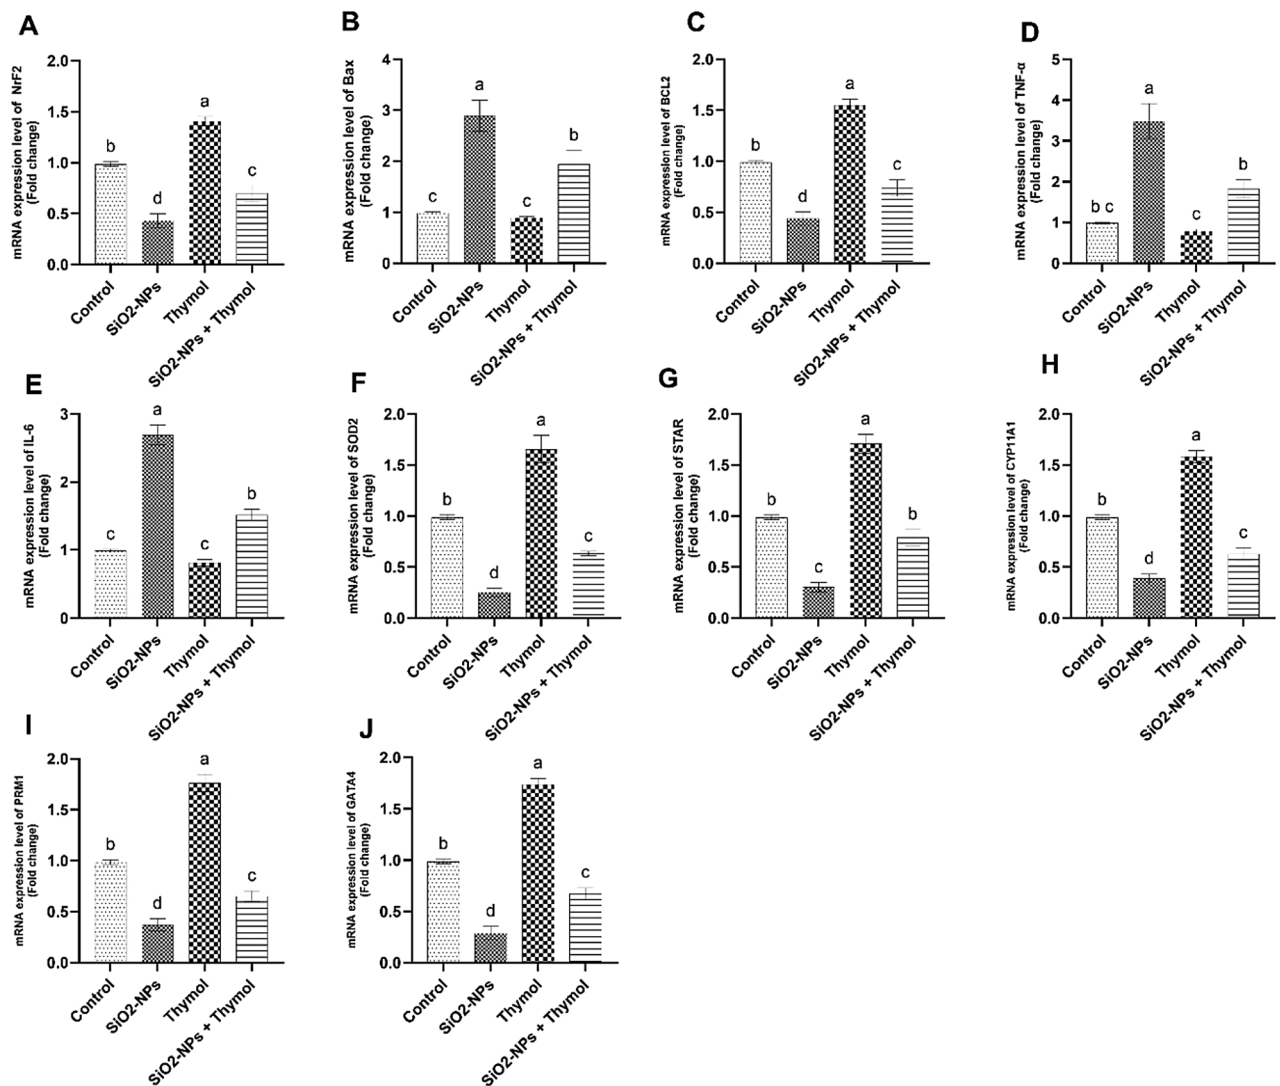 A
mRNA expression level of NrF2
(Fold change)
2.0
1.5
1.0
0.5
0.0
b
d
a
c
Control
SiO2-NPs
Thymol
SiO2-NPs + Thymol
B
mRNA expression level of Bax
(Fold change)
4
3
2
1
0
c
a
c
b
Control
SiO2-NPs
Thymol
SiO2-NPs + Thymol
C
mRNA expression level of BCL2
(Fold change)
2.0
1.5
1.0
0.5
0.0
b
d
a
c
Control
SiO2-NPs
Thymol
SiO2-NPs + Thymol
D
mRNA expression level of TNF-α
(Fold change)
5
4
3
2
1
0
b c
a
c
b
Control
SiO2-NPs
Thymol
SiO2-NPs + Thymol
E
mRNA expression level of IL-6
(Fold change)
3
2
1
0
c
a
c
b
Control
SiO2-NPs
Thymol
SiO2-NPs + Thymol
F
mRNA expression level of SOD2
(Fold change)
2.0
1.5
1.0
0.5
0.0
b
d
a
c
Control
SiO2-NPs
Thymol
SiO2-NPs + Thymol
G
mRNA expression level of STAR
(Fold change)
2.0
1.5
1.0
0.5
0.0
b
c
a
b
Control
SiO2-NPs
Thymol
SiO2-NPs + Thymol
H
mRNA expression level of CYP11A1
(Fold change)
2.0
1.5
1.0
0.5
0.0
b
d
a
c
Control
SiO2-NPs
Thymol
SiO2-NPs + Thymol
I
mRNA expression level of PRM1
(Fold change)
2.0
1.5
1.0
0.5
0.0
b
d
a
c
Control
SiO2-NPs
Thymol
SiO2-NPs + Thymol
J
mRNA expression level of GATA4
(Fold change)
2.0
1.5
1.0
0.5
0.0
b
d
a
c
Control
SiO2-NPs
Thymol
SiO2-NPs + Thymol